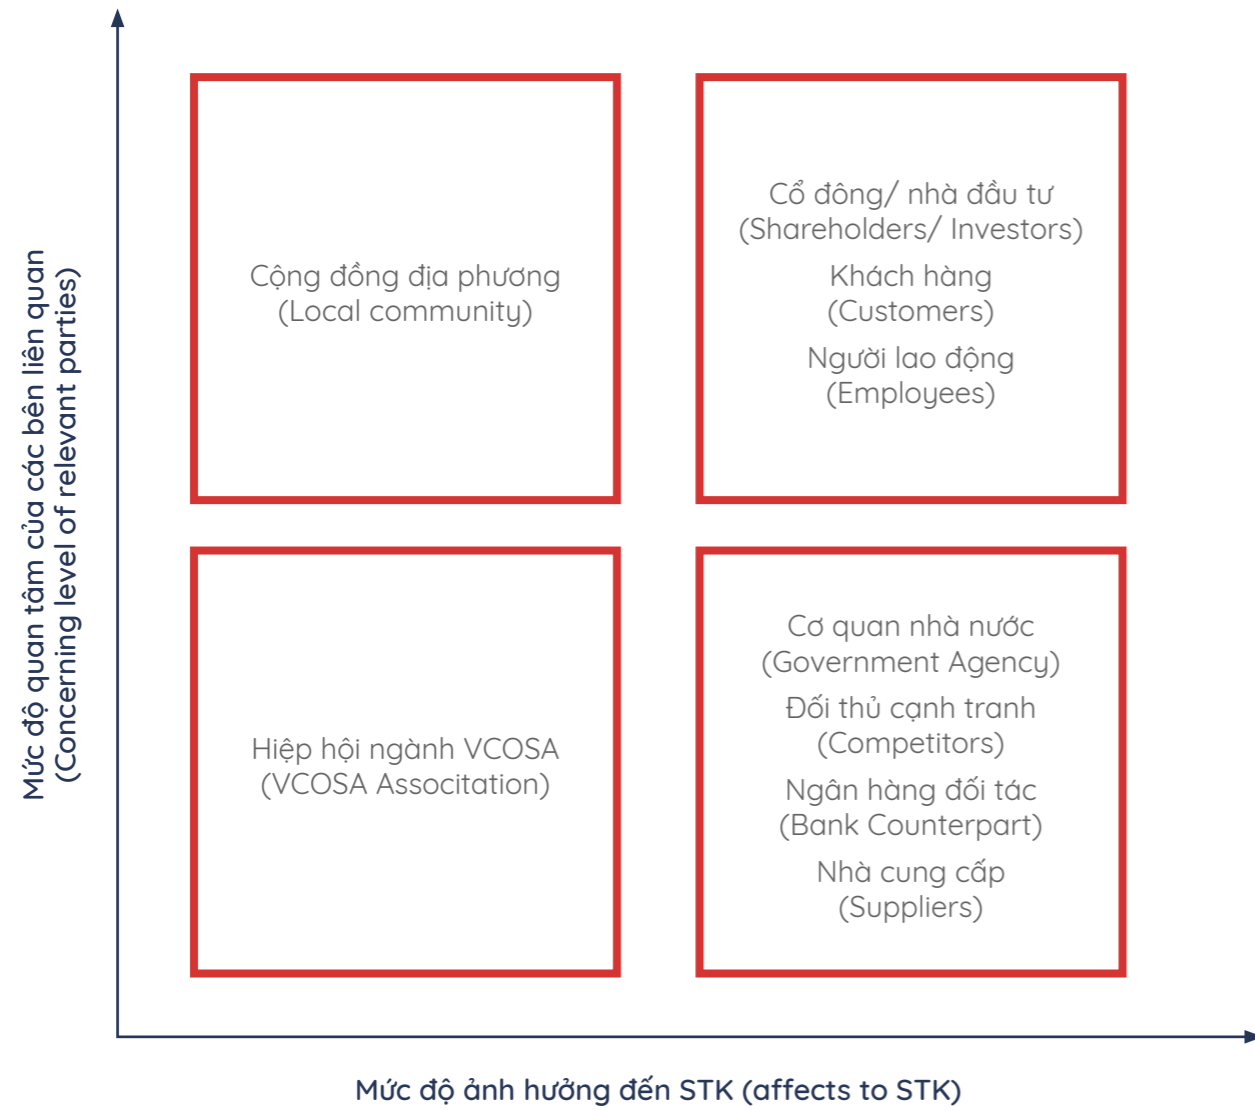 Mức độ quan tâm của các bên liên quan
(Concerning level of relevant parties)
Cộng đồng địa phương
(Local community)
Cổ đông/ nhà đầu tư
(Shareholders/ Investors)
Khách hàng
(Customers)
Người lao động
(Employees)
Hiệp hội ngành VCOSA
(VCOSA Associtation)
Cơ quan nhà nước
(Government Agency)
Đối thủ cạnh tranh
(Competitors)
Ngân hàng đối tác
(Bank Counterpart)
Nhà cung cấp
(Suppliers)
Mức độ ảnh hưởng đến STK (affects to STK)